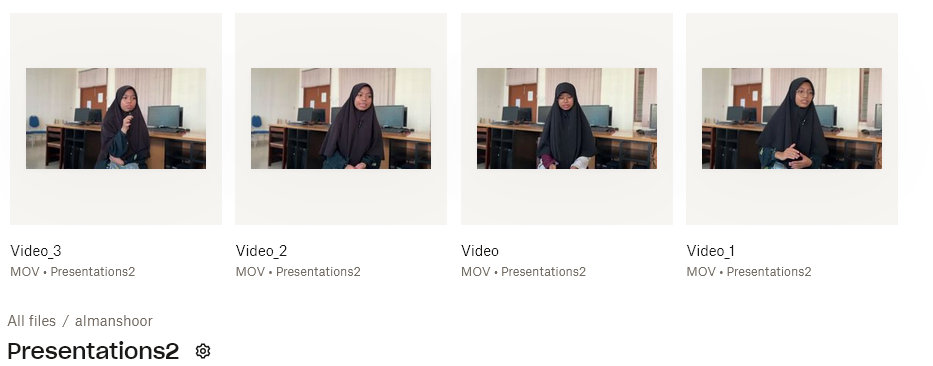 Video_3
MOV • Presentations2
Video_2
MOV • Presentations2
Video
MOV • Presentations2
Video_1
MOV • Presentations2
All files / almanshoor
Presentations2